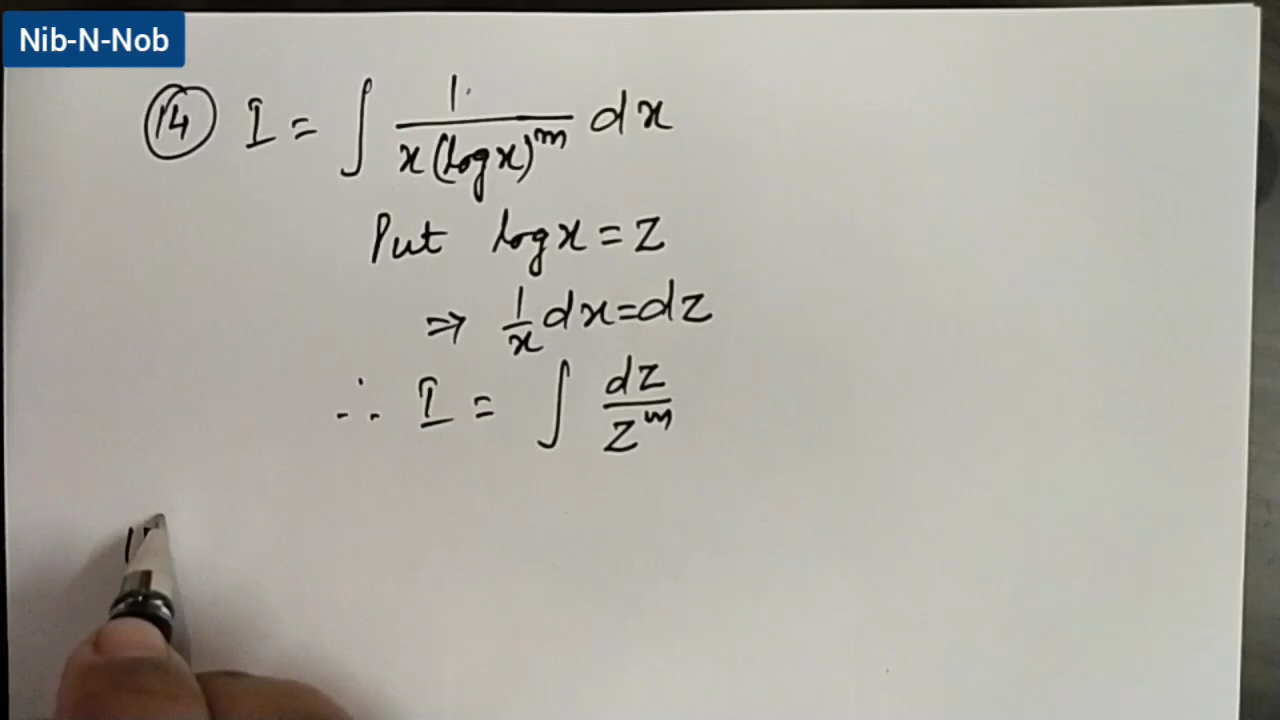 Nib-N-Nob
14 I = ∫ 1/x(log x)^m dx
Put log x = z
⇒ 1/x dx = dz
∴ I = ∫ dz/z^m